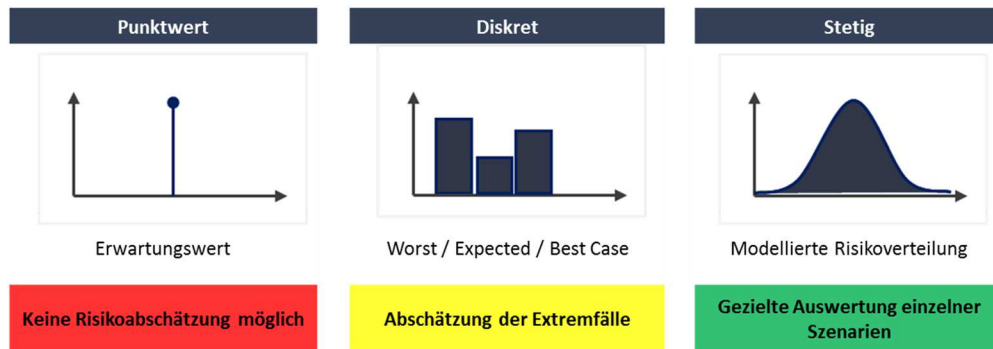 Punktwert
Diskret
Stetig
Erwartungswert
Worst / Expected / Best Case
Modellierte Risikoverteilung
Keine Risikoabschätzung möglich
Abschätzung der Extremfälle
Gezielte Auswertung einzelner
Szenarien